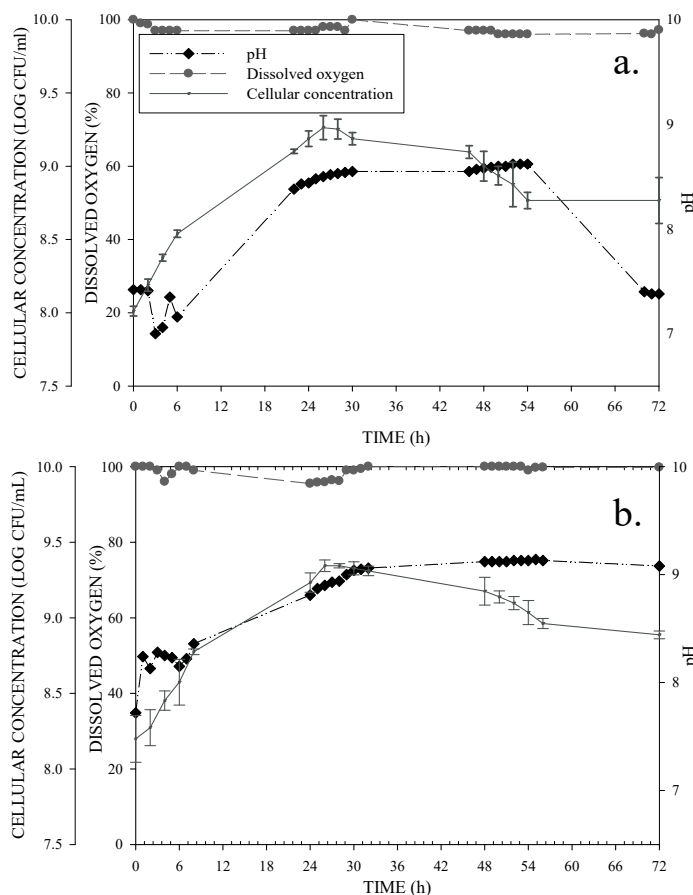 CELLULAR CONCENTRATION (LOG CFU/ml)
10.0
9.5
9.0
8.5
8.0
7.5
DISSOLVED OXYGEN (%)
100
80
60
40
20
0
pH
Dissolved oxygen
Cellular concentration
a.
10
9
8
7
pH
0 6 12 18 24 30 36 42 48 54 60 66 72
TIME (h)
CELLULAR CONCENTRATION (LOG CFU/mL)
10.0
9.5
9.0
8.5
8.0
7.5
DISSOLVED OXYGEN (%)
100
80
60
40
20
0
b.
10
9
8
7
pH
0 6 12 18 24 30 36 42 48 54 60 66 72
TIME (h)